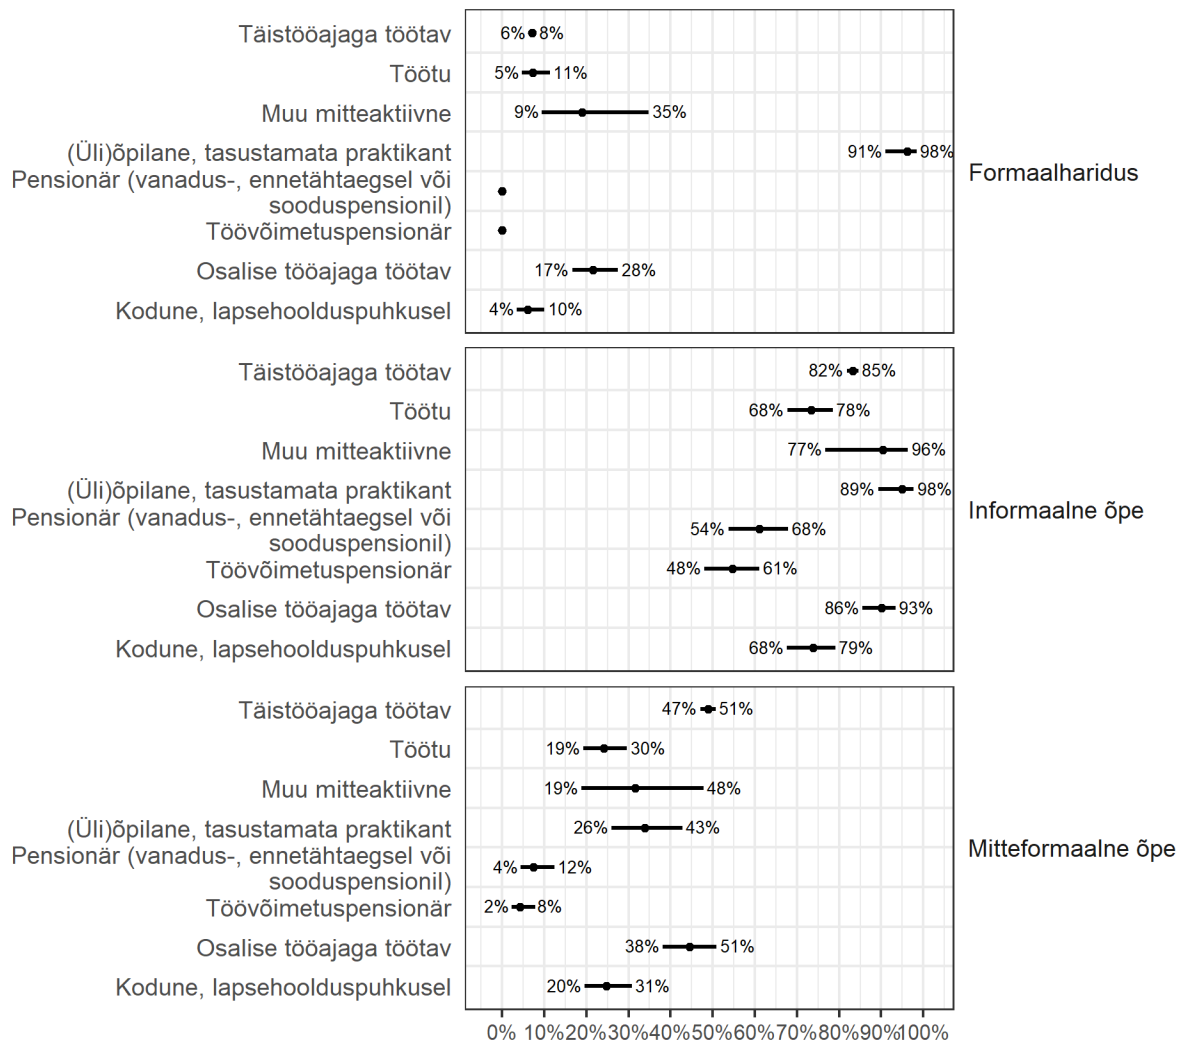 Täistööajaga töötav 6% 8%
Töötu 5% 11%
Muu mitteaktiivne 9% 35%
(Üli)õpilane, tasustamata praktikant 91% 98%
Pensionär (vanadus-, ennetähtaegsel või
sooduspensionil)
Töövõimetuspensionär
Osalise tööajaga töötav 17% 28%
Kodune, lapsehoolduspuhkusel 4% 10%
Formaalharidus
Täistööajaga töötav 82% 85%
Töötu 68% 78%
Muu mitteaktiivne 77% 96%
(Üli)õpilane, tasustamata praktikant 89% 98%
Pensionär (vanadus-, ennetähtaegsel või
sooduspensionil) 54% 68%
Töövõimetuspensionär 48% 61%
Osalise tööajaga töötav 86% 93%
Kodune, lapsehoolduspuhkusel 68% 79%
Informaalne õpe
Täistööajaga töötav 47% 51%
Töötu 19% 30%
Muu mitteaktiivne 19% 48%
(Üli)õpilane, tasustamata praktikant 26% 43%
Pensionär (vanadus-, ennetähtaegsel või
sooduspensionil) 4% 12%
Töövõimetuspensionär 2% 8%
Osalise tööajaga töötav 38% 51%
Kodune, lapsehoolduspuhkusel 20% 31%
Mitteformaalne õpe
0% 10% 20% 30% 40% 50% 60% 70% 80% 90% 100%